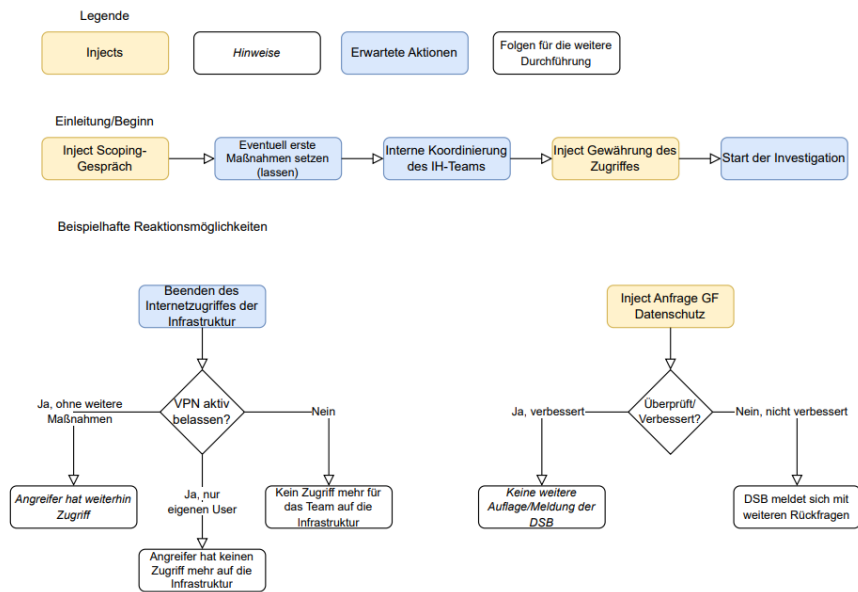 Legende
Injects
Hinweise
Erwartete Aktionen
Folgen für die weitere
Durchführung
Einleitung/Beginn
Inject Scoping-
Gespräch
Eventuell erste
Maßnahmen setzen
(lassen)
Interne Koordinierung
des IH-Teams
Inject Gewährung des
Zugriffes
Start der Investigation
Beispielhafte Reaktionsmöglichkeiten
Beenden des
Internetzugriffes der
Infrastruktur
VPN aktiv
belassen?
Ja, ohne weitere
Maßnahmen
Nein
Ja, nur
eigenen User
Angreifer hat weiterhin
Zugriff
Kein Zugriff mehr für
das Team auf die
Infrastruktur
Angreifer hat keinen
Zugriff mehr auf die
Infrastruktur
Inject Anfrage GF
Datenschutz
Überprüft/
Verbessert?
Ja, verbessert
Nein, nicht verbessert
Keine weitere
Auflage/Meldung der
DSB
DSB meldet sich mit
weiteren Rückfragen